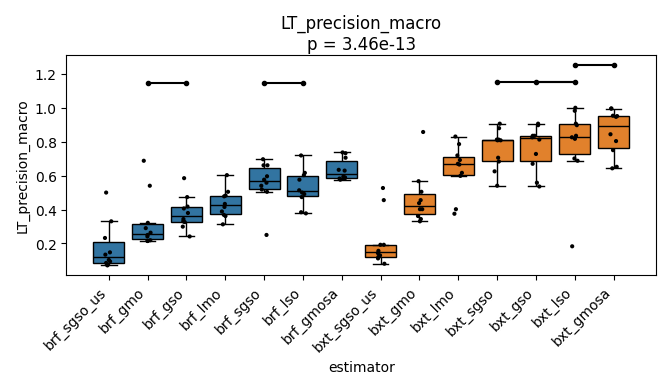 LT_precision_macro
p = 3.46e-13
LT_precision_macro
1.2
1.0
0.8
0.6
0.4
0.2
brf_sgso_us
brf_gmo
brf_gso
brf_lmo
brf_sgso
brf_lso
brf_gmosa
bxt_sgso_us
bxt_gmo
bxt_lmo
bxt_sgso
bxt_gso
bxt_lso
bxt_gmosa
estimator